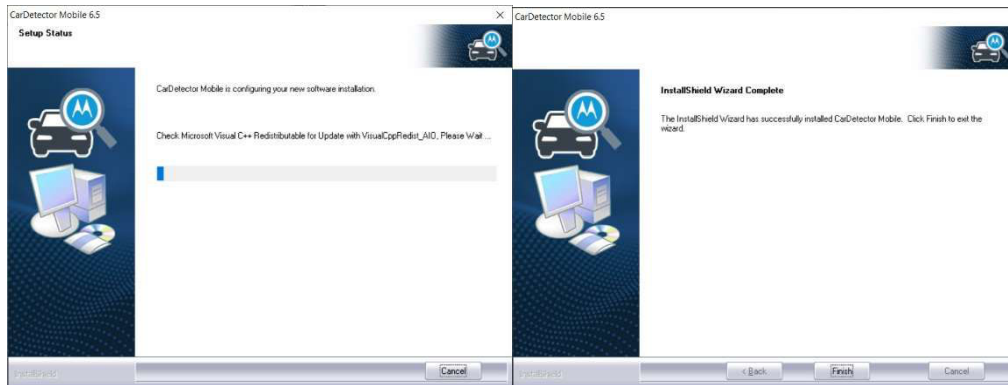 CarDetector Mobile 6.5
Setup Status
CarDetector Mobile is configuring your new software installation.
Check Microsoft Visual C++ Redistributable for Update with VisualCppRedist_AIO, Please Wait ...
InstallShield
Cancel
CarDetector Mobile 6.5
InstallShield Wizard Complete
The InstallShield Wizard has successfully installed CarDetector Mobile. Click Finish to exit the
wizard.
InstallShield
< Back
Finish
Cancel